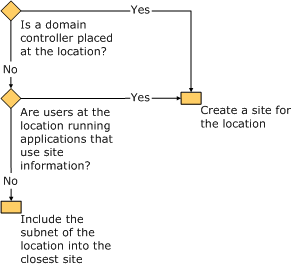 Yes
Is a domain
controller placed
at the location?
No
Yes
Are users at the
location running
applications that
use site
information?
Create a site for
the location
No
Include the
subnet of the
location into the
closest site